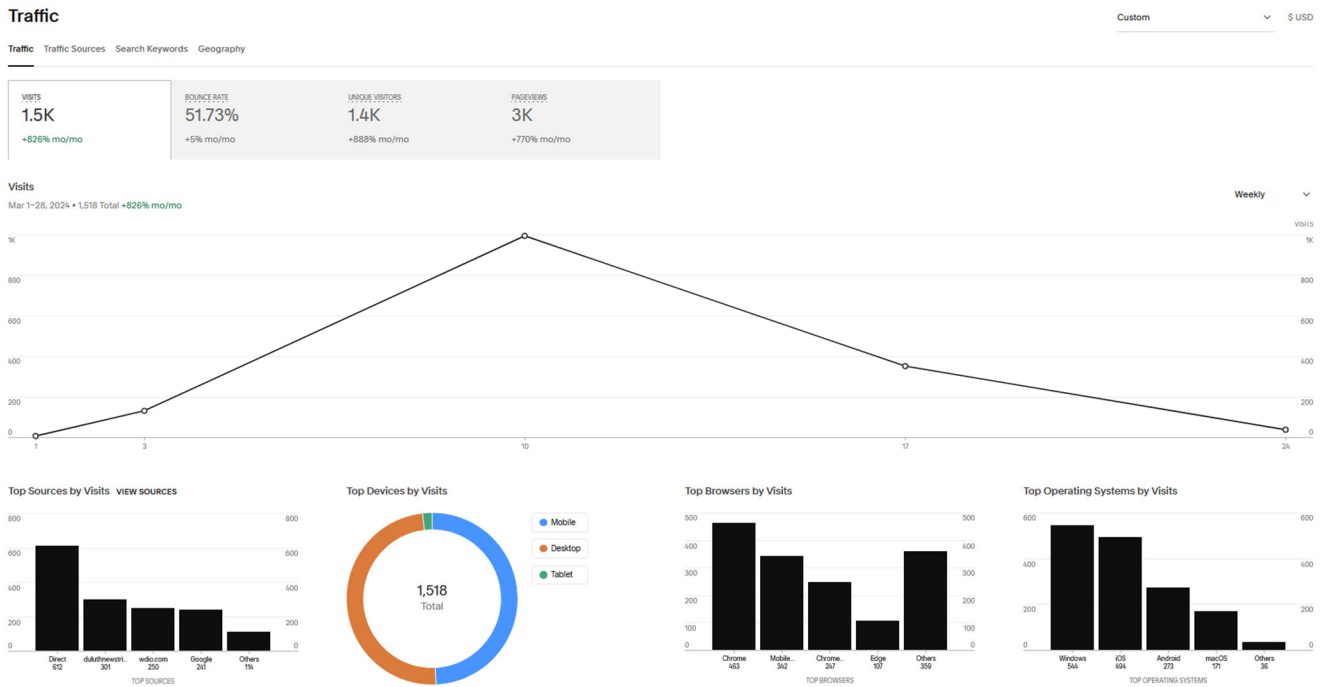 Traffic
Custom $ USD
Traffic Traffic Sources Search Keywords Geography
VISITS BOUNCE RATE UNIQUE VISITORS PAGEVIEWS
1.5K 51.73% 1.4K 3K
+826% mo/mo +5% mo/mo +888% mo/mo +770% mo/mo
Visits
Weekly
Mar 1–28, 2024 • 1,518 Total +826% mo/mo
VISITS
1K 1K
800 800
600 600
400 400
200 200
0 0
1 3 10 17 24
Top Sources by Visits VIEW SOURCES
800 800
600 600
400 400
200 200
0 0
Direct duluthnewstri... wdio.com Google Others
612 301 250 241 114
TOP SOURCES
Top Devices by Visits
1,518
Total
Mobile
Desktop
Tablet
Top Browsers by Visits
500 500
400 400
300 300
200 200
100 100
0 0
Chrome Mobile... Chrome... Edge Others
463 342 247 107 359
TOP BROWSERS
Top Operating Systems by Visits
600 600
400 400
200 200
0 0
Windows iOS Android macOS Others
544 494 273 171 36
TOP OPERATING SYSTEMS